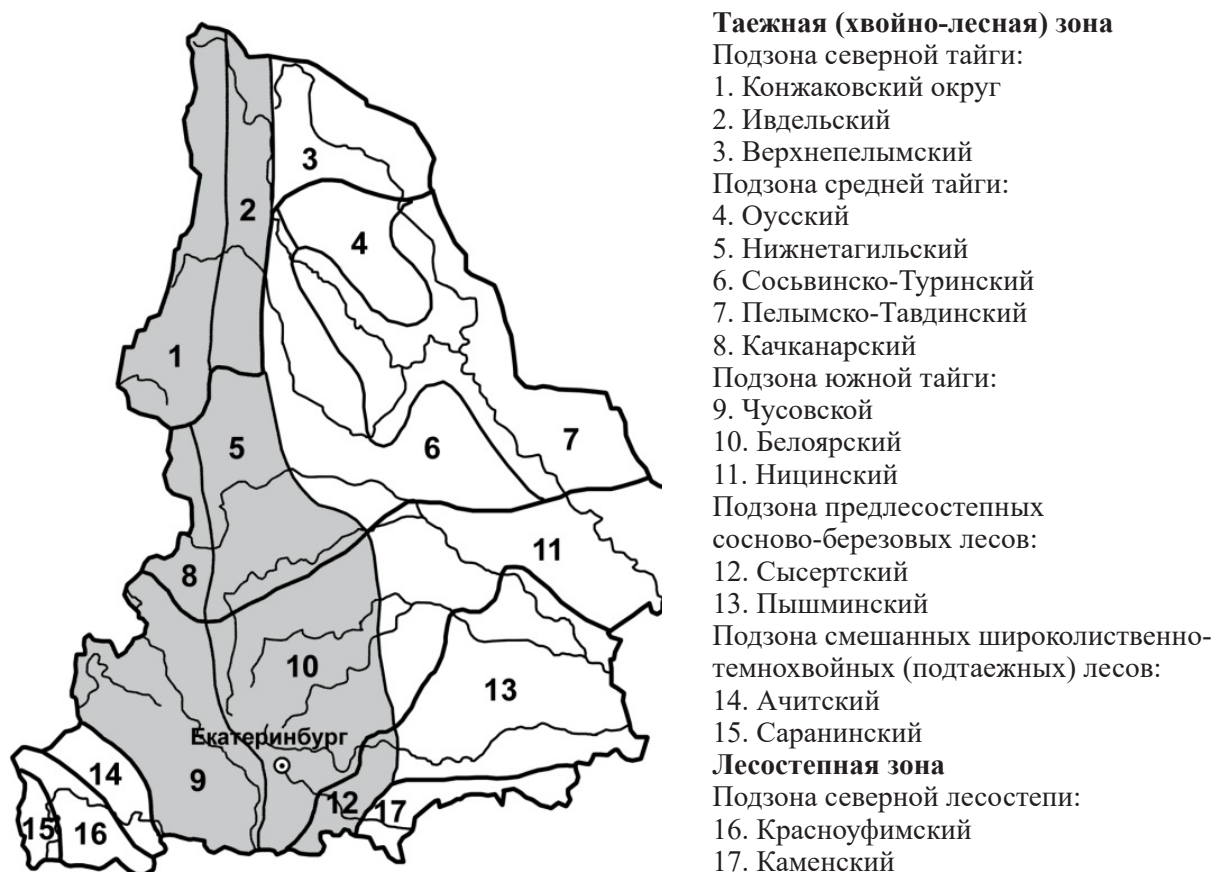 3
2
4
1
5
6
7
8
11
10
13
Екатеринбург
9
14
12
17
15
16
Таежная (хвойно-лесная) зона
Подзона северной тайги:
1. Конжаковский округ
2. Ивдельский
3. Верхнепелымский
Подзона средней тайги:
4. Оусский
5. Нижнетагильский
6. Сосьвинско-Туринский
7. Пелымско-Тавдинский
8. Качканарский
Подзона южной тайги:
9. Чусовской
10. Белоярский
11. Ницинский
Подзона предлесостепных
сосново-березовых лесов:
12. Сысертский
13. Пышминский
Подзона смешанных широколиственно-
темнохвойных (подтаежных) лесов:
14. Ачитский
15. Саранинский
Лесостепная зона
Подзона северной лесостепи:
16. Красноуфимский
17. Каменский